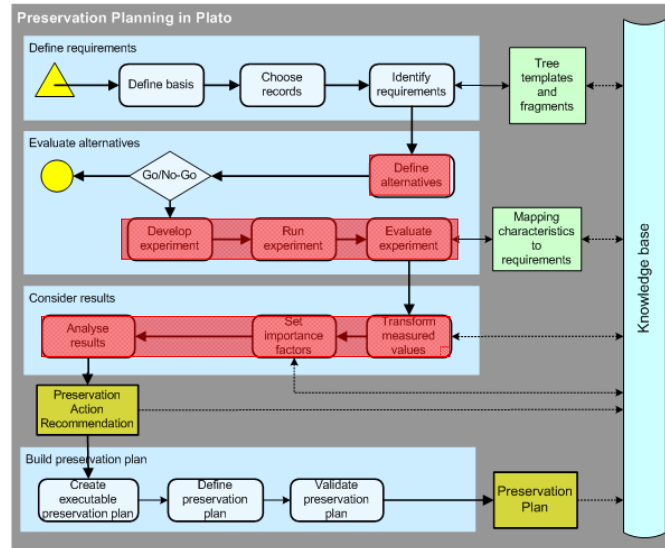 Preservation Planning in Plato
Define requirements
Define basis
Choose
records
Identify
requirements
Tree
templates
and
fragments
Evaluate alternatives
Go/No-Go
Define
alternatives
Develop
experiment
Run
experiment
Evaluate
experiment
Mapping
characteristics
to
requirements
Knowledge base
Consider results
Analyse
results
Set
importance
factors
Transform
measured
values
Preservation
Action
Recommendation
Build preservation plan
Create
executable
preservation plan
Define
preservation
plan
Validate
preservation
plan
Preservation
Plan